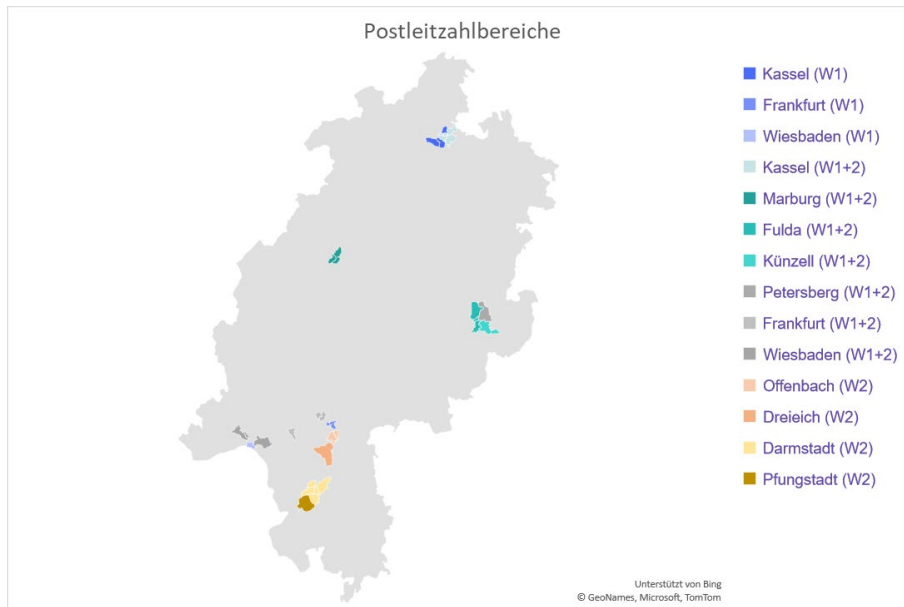 Postleitzahlbereiche
Kassel (W1)
Frankfurt (W1)
Wiesbaden (W1)
Kassel (W1+2)
Marburg (W1+2)
Fulda (W1+2)
Künzell (W1+2)
Petersberg (W1+2)
Frankfurt (W1+2)
Wiesbaden (W1+2)
Offenbach (W2)
Dreieich (W2)
Darmstadt (W2)
Pfungstadt (W2)
Unterstützt von Bing
© GeoNames, Microsoft, TomTom